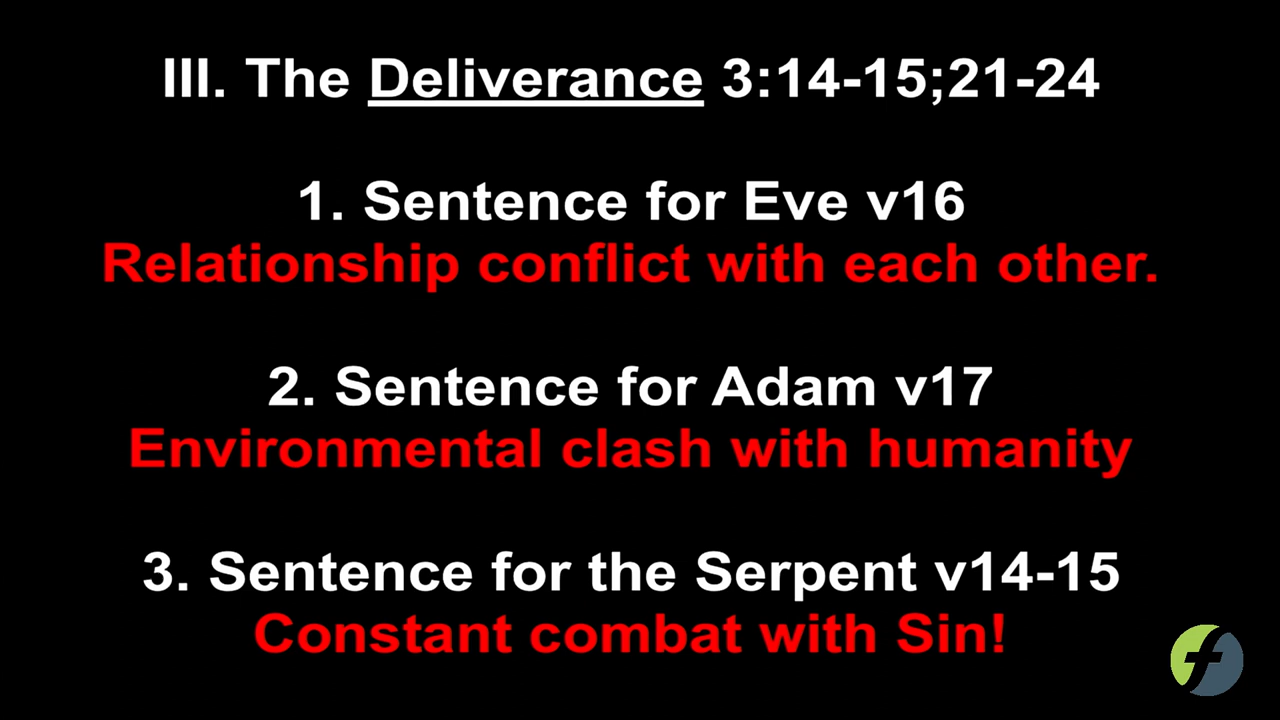 III. The Deliverance 3:14-15;21-24
1. Sentence for Eve v16
Relationship conflict with each other.
2. Sentence for Adam v17
Environmental clash with humanity
3. Sentence for the Serpent v14-15
Constant combat with Sin!